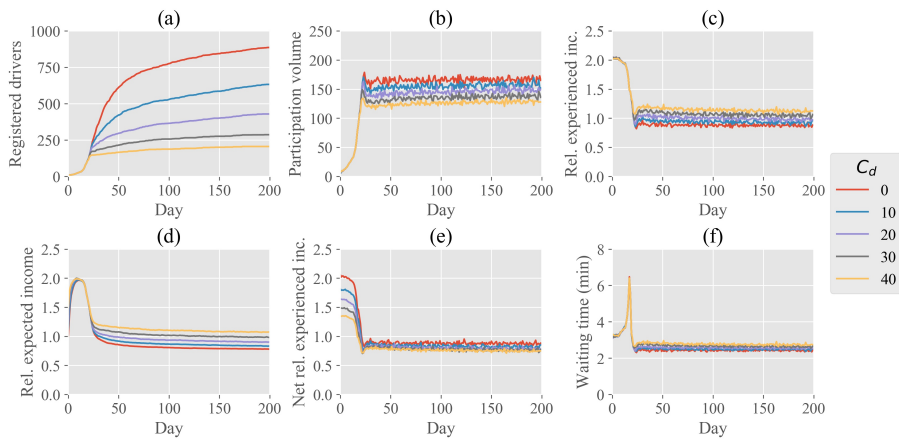 (a)
Registered drivers
1000
750
500
250
0
0 50 100 150 200
Day
(b)
Participation volume
250
200
150
100
50
0
0 50 100 150 200
Day
(c)
Rel. experienced inc.
2.5
2.0
1.5
1.0
0.5
0.0
0 50 100 150 200
Day
(d)
Rel. expected income
2.5
2.0
1.5
1.0
0.5
0.0
0 50 100 150 200
Day
(e)
Net rel. experienced inc.
2.5
2.0
1.5
1.0
0.5
0.0
0 50 100 150 200
Day
(f)
Waiting time (min)
8
6
4
2
0
0 50 100 150 200
Day
C_d
0
10
20
30
40